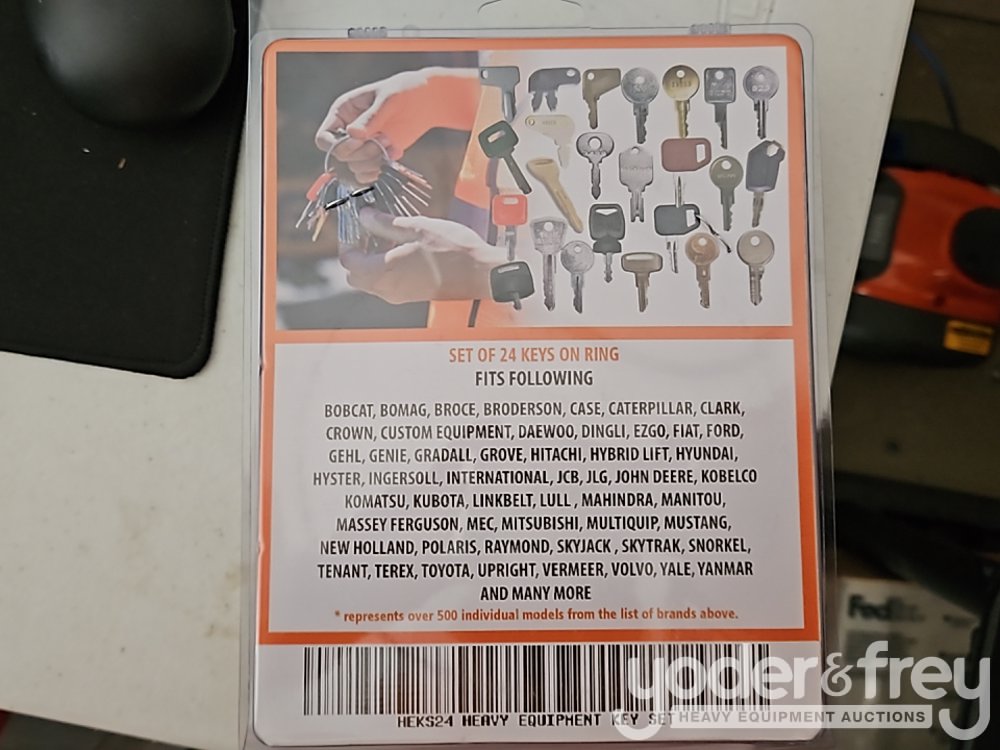 SET OF 24 KEYS ON RING
FITS FOLLOWING
BOBCAT, BOMAG, BROCE, BRODERSON, CASE, CATERPILLAR, CLARK,
CROWN, CUSTOM EQUIPMENT, DAEWOO, DINGLI, EZGO, FIAT, FORD,
GEHL, GENIE, GRADALL, GROVE, HITACHI, HYBRID LIFT, HYUNDAI,
HYSTER, INGERSOLL, INTERNATIONAL, JCB, JLG, JOHN DEERE, KOBELCO
KOMATSU, KUBOTA, LINKBELT, LULL , MAHINDRA, MANITOU,
MASSEY FERGUSON, MEC, MITSUBISHI, MULTIQUIP, MUSTANG,
NEW HOLLAND, POLARIS, RAYMOND, SKYJACK , SKYTRAK, SNORKEL,
TENANT, TEREX, TOYOTA, UPRIGHT, VERMEER, VOLVO, YALE, YANMAR
AND MANY MORE
* represents over 500 individual models from the list of brands above.
HEKS24 HEAVY EQUIPMENT KEY SET
FedEx
yoder&frey
HEAVY EQUIPMENT AUCTIONS